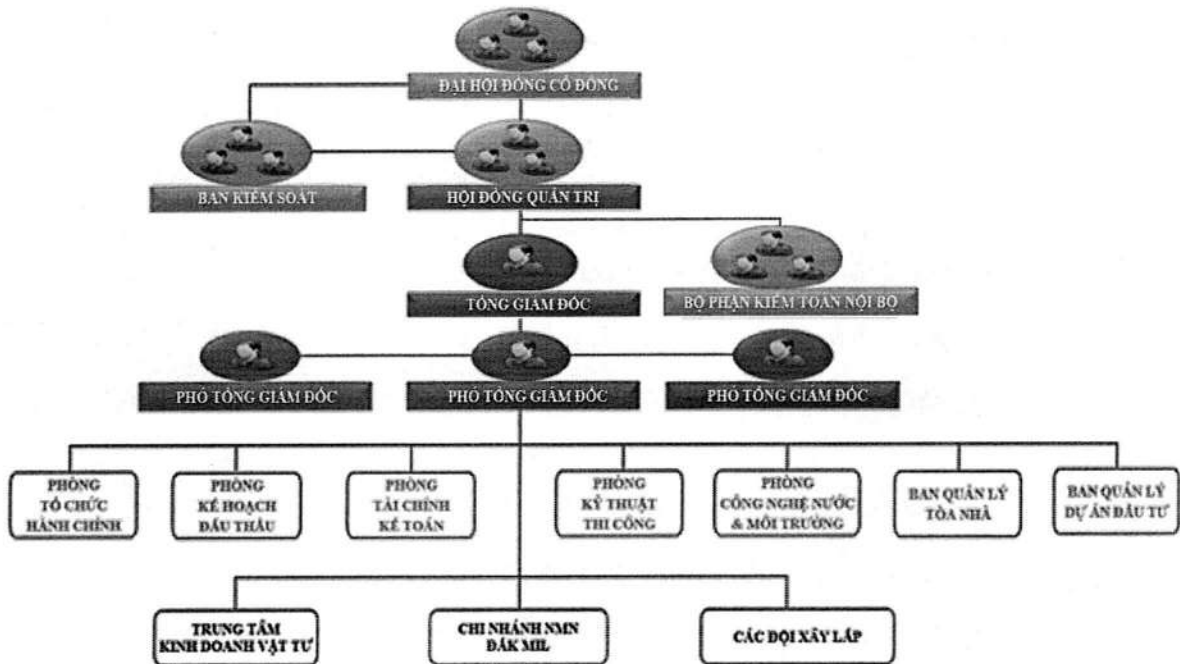 ĐẠI HỘI ĐỒNG CỔ ĐÔNG
BAN KIỂM SOÁT
HỘI ĐỒNG QUẢN TRỊ
TỔNG GIÁM ĐỐC
BỘ PHẬN KIỂM TOÁN NỘI BỘ
PHÓ TỔNG GIÁM ĐỐC
PHÓ TỔNG GIÁM ĐỐC
PHÓ TỔNG GIÁM ĐỐC
PHÒNG
TỔ CHỨC
HÀNH CHÍNH
PHÒNG
KẾ HOẠCH
ĐẤU THẦU
PHÒNG
TÀI CHÍNH
KẾ TOÁN
PHÒNG
KỸ THUẬT
THI CÔNG
PHÒNG
CÔNG NGHỆ NƯỚC
& MÔI TRƯỜNG
BAN QUẢN LÝ
TÒA NHÀ
BAN QUẢN LÝ
DỰ ÁN ĐẦU TƯ
TRUNG TÂM
KINH DOANH VẬT TƯ
CHI NHÁNH NMN
ĐĂK MIL
CÁC ĐỘI XÂY LẮP